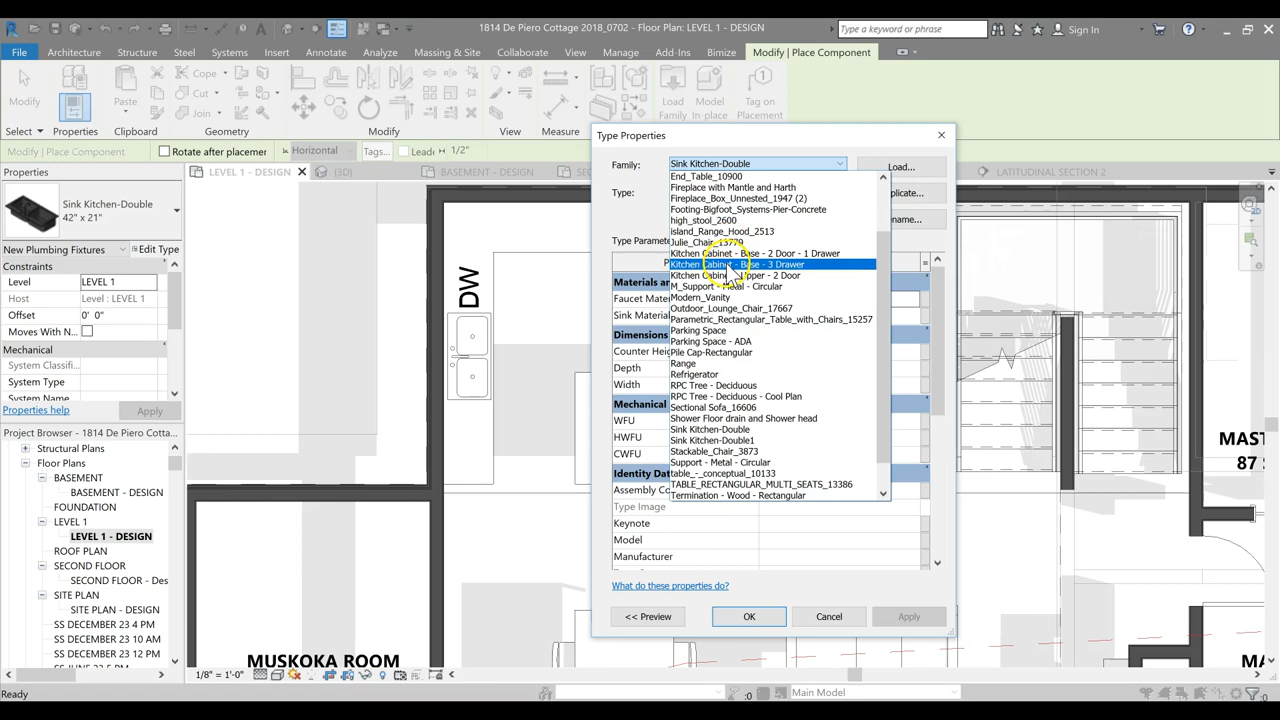 1814 De Piero Cottage 2018_0702 - Floor Plan: LEVEL 1 - DESIGN
Type a keyword or phrase
Sign In
File Architecture Structure Steel Systems Insert Annotate Analyze Massing & Site Collaborate View Manage Add-Ins Bimize Modify | Place Component
Cope
Cut
Join
Modify
Paste
Load Family
Model in-place
Tag on Placement
Select Properties Clipboard Geometry Modify View Measure
Modify | Place Component
Rotate after placemer
Horizontal
Tags...
Leader
1/2"
Properties
LEVEL 1 - DESIGN
(3D)
BASEMENT - DESIGN
LATITUDINAL SECTION 2
Sink Kitchen-Double
42" x 21"
New Plumbing Fixtures
Edit Type
Constraints
Level LEVEL 1
Host Level : LEVEL 1
Offset 0' 0"
Moves With N...
Mechanical
System Classifi...
System Type
System Name
Properties help
Apply
Project Browser - 1814 De Piero Cotta...
Structural Plans
Floor Plans
BASEMENT
BASEMENT - DESIGN
FOUNDATION
LEVEL 1
LEVEL 1 - DESIGN
ROOF PLAN
SECOND FLOOR
SECOND FLOOR - Des
SITE PLAN
SITE PLAN - DESIGN
SS DECEMBER 23 4 PM
SS DECEMBER 23 10 AM
SS DECEMBER 23 12 PM
DW
MUSKOKA ROOM
MAST
87 S
MA
Type Properties
Family:
Sink Kitchen-Double
Load...
Type:
plicate...
name...
Type Paramete
P
=
Materials an
Faucet Mater
Sink Material
Dimensions
Counter Heig
Depth
Width
Mechanical
WFU
HWFU
CWFU
Identity Dat
Assembly Co
Type Image
Keynote
Model
Manufacturer
End_Table_10900
Fireplace with Mantle and Harth
Fireplace_Box_Unnested_1947 (2)
Footing-Bigfoot_Systems-Pier-Concrete
high_stool_2600
Island_Range_Hood_2513
Julie_Chair_13779
Kitchen Cabinet - Base - 2 Door - 1 Drawer
Kitchen Cabinet - Base - 3 Drawer
Kitchen Cabinet - Upper - 2 Door
M_Support - Metal - Circular
Modern_Vanity
Outdoor_Lounge_Chair_17667
Parametric_Rectangular_Table_with_Chairs_15257
Parking Space
Parking Space - ADA
Pile Cap-Rectangular
Range
Refrigerator
RPC Tree - Deciduous
RPC Tree - Deciduous - Cool Plan
Sectional Sofa_16606
Shower Floor drain and Shower head
Sink Kitchen-Double
Sink Kitchen-Double1
Stackable_Chair_3873
Support - Metal - Circular
table_-_conceptual_10133
TABLE_RECTANGULAR_MULTI_SEATS_13386
Termination - Wood - Rectangular
What do these properties do?
<< Preview
OK
Cancel
Apply
1/8" = 1'-0"
Ready
:0
Main Model
:0